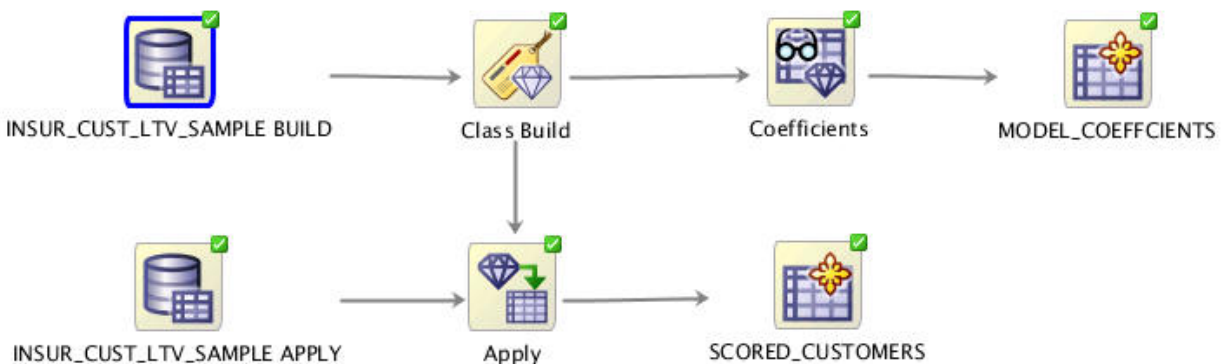 INSUR_CUST_LTV_SAMPLE BUILD
Class Build
Coefficients
MODEL_COEFFCIENTS
INSUR_CUST_LTV_SAMPLE APPLY
Apply
SCORED_CUSTOMERS